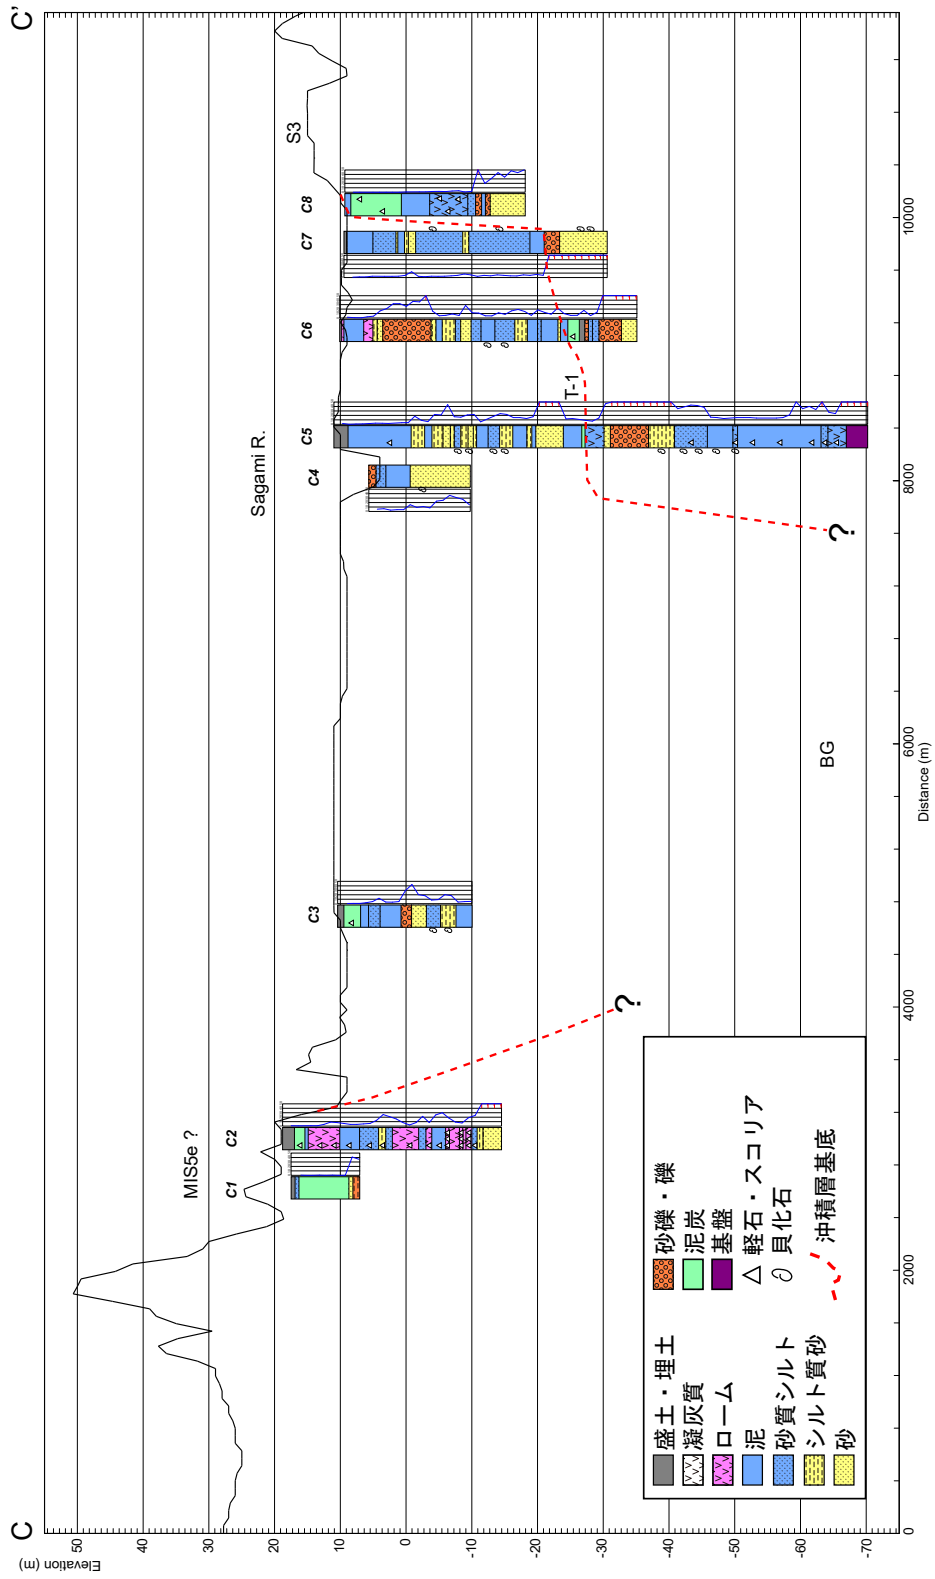 C
C'
Elevation (m)
50
40
30
20
10
0
-10
-20
-30
-40
-50
-60
-70
0
2000
4000
6000
8000
10000
Distance (m)
MIS5e ?
Sagami R.
S3
C1
C2
C3
C4
C5
C6
C7
C8
T-1
BG
?
?
盛土・埋土
凝灰質
ローム
泥
砂質シルト
シルト質砂
砂
砂礫・礫
泥炭
基盤
軽石・スコリア
貝化石
沖積層基底